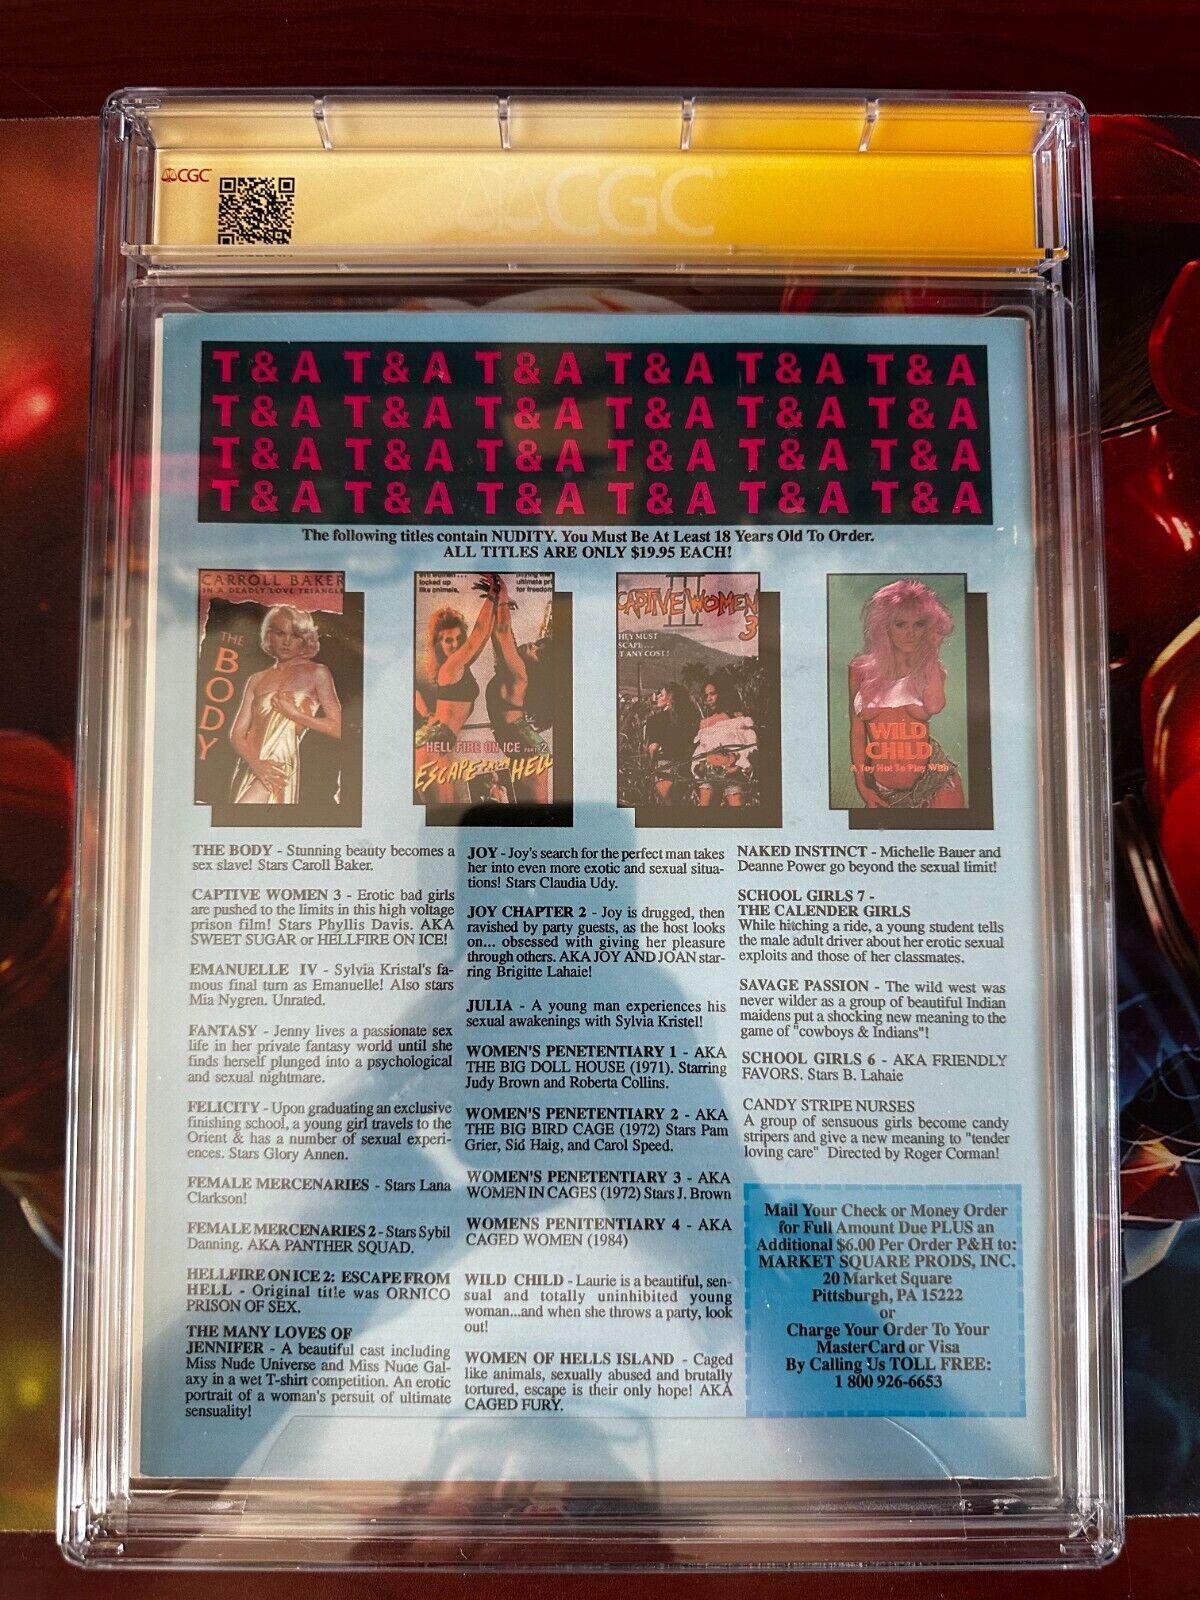 CGC
CGC
T & A T & A T & A T & A T & A T & A
T & A T & A T & A T & A T & A T & A
T & A T & A T & A T & A T & A T & A
T & A T & A T & A T & A T & A T & A
The following titles contain NUDITY. You Must Be At Least 18 Years Old To Order.
ALL TITLES ARE ONLY $19.95 EACH!
CARROLL BAKER
IN A DEADLY LOVE TRIANGLE
THE
BODY
locked up
like animals,
ultimate pri
for freedom
HELL FIRE ON ICE PART 2
ESCAPE FROM HELL
III
CAPTIVE WOMEN
3
HEY MUST
SCAPE...
T ANY COST!
WILD
CHILD
A Toy Not To Play With
THE BODY - Stunning beauty becomes a
sex slave! Stars Caroll Baker.
CAPTIVE WOMEN 3 - Erotic bad girls
are pushed to the limits in this high voltage
prison film! Stars Phyllis Davis. AKA
SWEET SUGAR or HELLFIRE ON ICE!
EMANUELLE IV - Sylvia Kristal's fa-
mous final turn as Emanuelle! Also stars
Mia Nygren. Unrated.
FANTASY - Jenny lives a passionate sex
life in her private fantasy world until she
finds herself plunged into a psychological
and sexual nightmare.
FELICITY - Upon graduating an exclusive
finishing school, a young girl travels to the
Orient & has a number of sexual experi-
ences. Stars Glory Annen.
FEMALE MERCENARIES - Stars Lana
Clarkson!
FEMALE MERCENARIES 2 - Stars Sybil
Danning. AKA PANTHER SQUAD.
HELLFIRE ON ICE 2: ESCAPE FROM
HELL - Original title was ORNICO
PRISON OF SEX.
THE MANY LOVES OF
JENNIFER - A beautiful cast including
Miss Nude Universe and Miss Nude Gal-
axy in a wet T-shirt competition. An erotic
portrait of a woman's persuit of ultimate
sensuality!
JOY - Joy's search for the perfect man takes
her into even more exotic and sexual situa-
tions! Stars Claudia Udy.
JOY CHAPTER 2 - Joy is drugged, then
ravished by party guests, as the host looks
on... obsessed with giving her pleasure
through others. AKA JOY AND JOAN star-
ring Brigitte Lahaie!
JULIA - A young man experiences his
sexual awakenings with Sylvia Kristel!
WOMEN'S PENETENTIARY 1 - AKA
THE BIG DOLL HOUSE (1971). Starring
Judy Brown and Roberta Collins.
WOMEN'S PENETENTIARY 2 - AKA
THE BIG BIRD CAGE (1972) Stars Pam
Grier, Sid Haig, and Carol Speed.
WOMEN'S PENETENTIARY 3 - AKA
WOMEN IN CAGES (1972) Stars J. Brown
WOMENS PENITENTIARY 4 - AKA
CAGED WOMEN (1984)
WILD CHILD - Laurie is a beautiful, sen-
sual and totally uninhibited young
woman...and when she throws a party, look
out!
WOMEN OF HELLS ISLAND - Caged
like animals, sexually abused and brutally
tortured, escape is their only hope! AKA
CAGED FURY.
NAKED INSTINCT - Michelle Bauer and
Deanne Power go beyond the sexual limit!
SCHOOL GIRLS 7 -
THE CALENDER GIRLS
While hitching a ride, a young student tells
the male adult driver about her erotic sexual
exploits and those of her classmates.
SAVAGE PASSION - The wild west was
never wilder as a group of beautiful Indian
maidens put a shocking new meaning to the
game of "cowboys & Indians"!
SCHOOL GIRLS 6 - AKA FRIENDLY
FAVORS. Stars B. Lahaie
CANDY STRIPE NURSES
A group of sensuous girls become candy
stripers and give a new meaning to "tender
loving care" Directed by Roger Corman!
Mail Your Check or Money Order
for Full Amount Due PLUS an
Additional $6.00 Per Order P&H to:
MARKET SQUARE PRODS, INC.
20 Market Square
Pittsburgh, PA 15222
or
Charge Your Order To Your
MasterCard or Visa
By Calling Us TOLL FREE:
1 800 926-6653